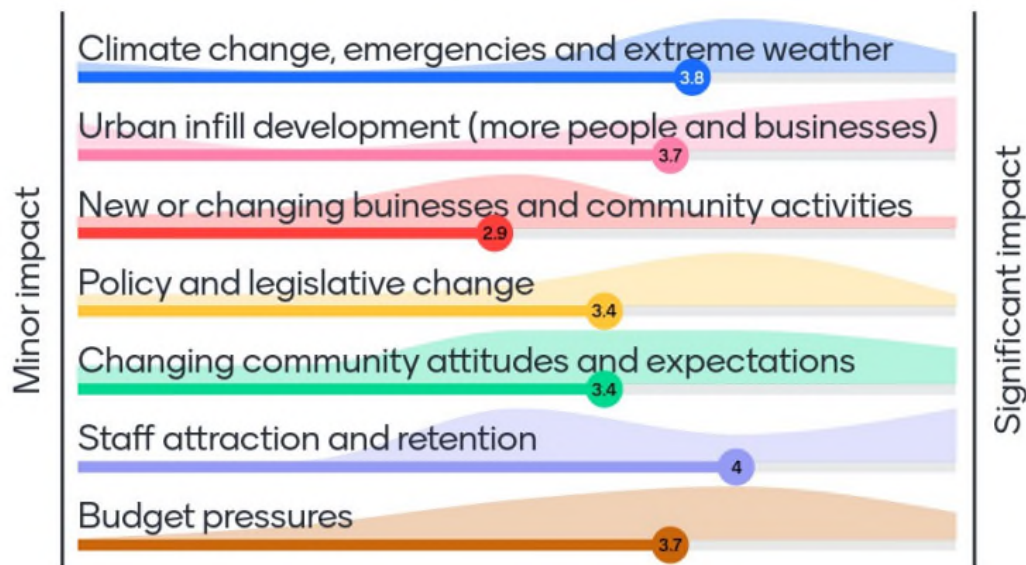 Climate change, emergencies and extreme weather
3.8
Urban infill development (more people and businesses)
3.7
New or changing buinesses and community activities
2.9
Policy and legislative change
3.4
Changing community attitudes and expectations
3.4
Staff attraction and retention
4
Budget pressures
3.7
Minor impact
Significant impact